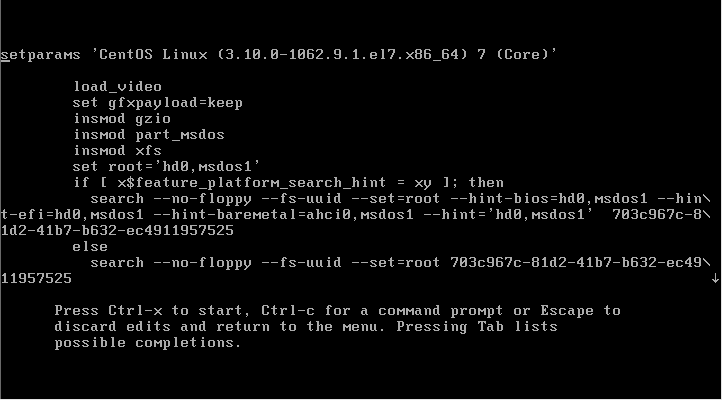 setparams 'CentOS Linux (3.10.0-1062.9.1.el7.x86_64) 7 (Core)'
load_video
set gfxpayload=keep
insmod gzio
insmod part_msdos
insmod xfs
set root='hd0,msdos1'
if [ x$feature_platform_search_hint = xy ]; then
search --no-floppy --fs-uuid --set=root --hint-bios=hd0,msdos1 --hin\
t-efi=hd0,msdos1 --hint-baremetal=ahci0,msdos1 --hint='hd0,msdos1'  703c967c-8\
1d2-41b7-b632-ec4911957525
else
search --no-floppy --fs-uuid --set=root 703c967c-81d2-41b7-b632-ec49\
11957525 ↓
Press Ctrl-x to start, Ctrl-c for a command prompt or Escape to
discard edits and return to the menu. Pressing Tab lists
possible completions.